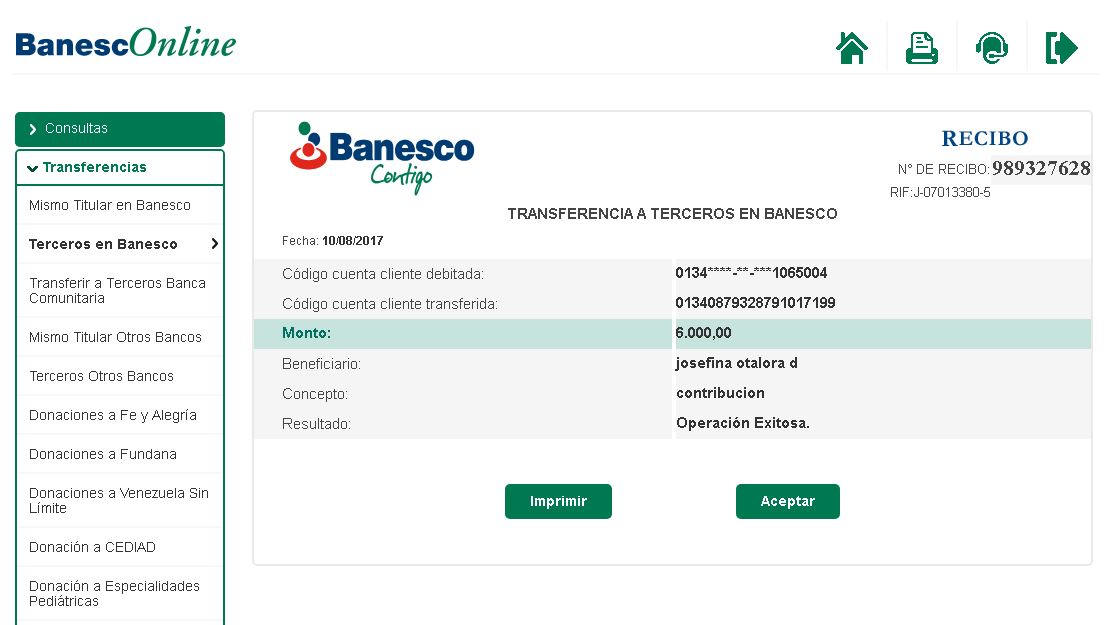 BanescOnline
Consultas
Transferencias
Mismo Titular en Banesco
Terceros en Banesco
Transferir a Terceros Banca
Comunitaria
Mismo Titular Otros Bancos
Terceros Otros Bancos
Donaciones a Fe y Alegría
Donaciones a Fundana
Donaciones a Venezuela Sin
Límite
Donación a CEDIAD
Donación a Especialidades
Pediátricas
Banesco
Contigo
RECIBO
N° DE RECIBO: 989327628
RIF:J-07013380-5
TRANSFERENCIA A TERCEROS EN BANESCO
Fecha: 10/08/2017
Código cuenta cliente debitada: 0134****-**-***1065004
Código cuenta cliente transferida: 01340879328791017199
Monto: 6.000,00
Beneficiario: josefina otalora d
Concepto: contribucion
Resultado: Operación Exitosa.
Imprimir Aceptar